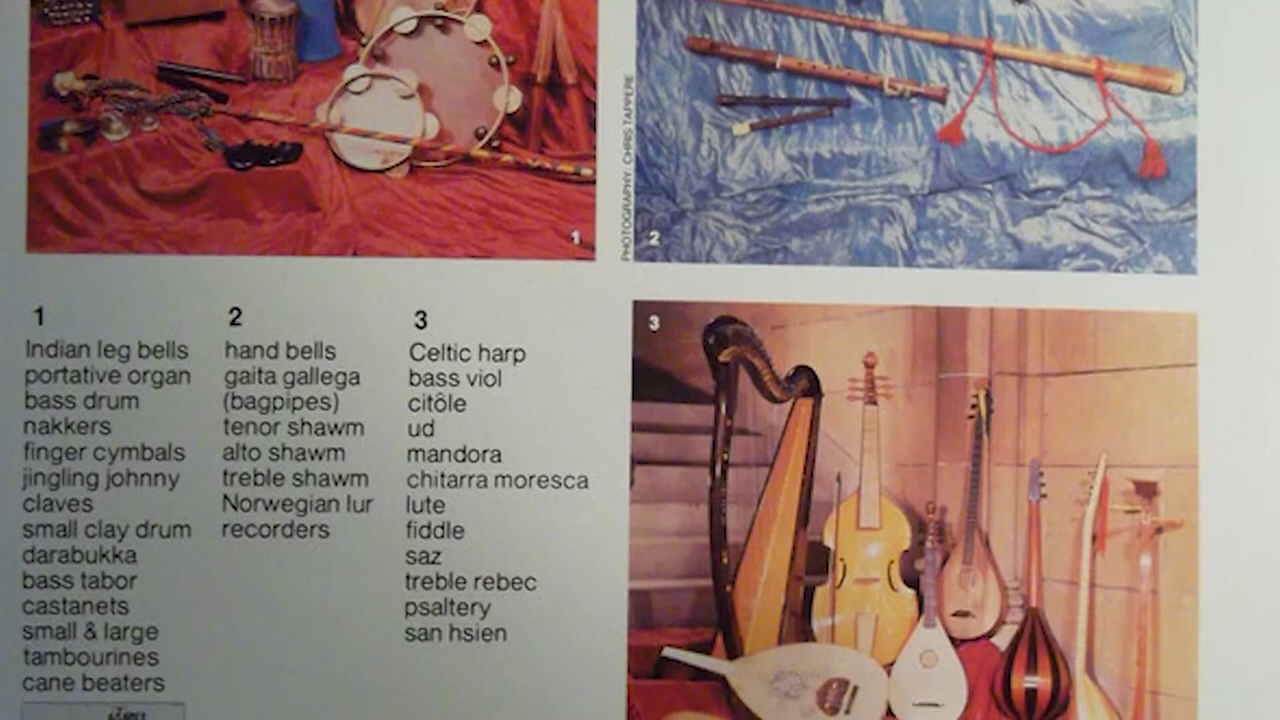 1
2
PHOTOGRAPHY CHRIS TAPPERE
1
Indian leg bells
portative organ
bass drum
nakkers
finger cymbals
jingling johnny
claves
small clay drum
darabukka
bass tabor
castanets
small & large
tambourines
cane beaters
2
hand bells
gaita gallega
(bagpipes)
tenor shawm
alto shawm
treble shawm
Norwegian lur
recorders
3
Celtic harp
bass viol
citôle
ud
mandora
chitarra moresca
lute
fiddle
saz
treble rebec
psaltery
san hsien
3